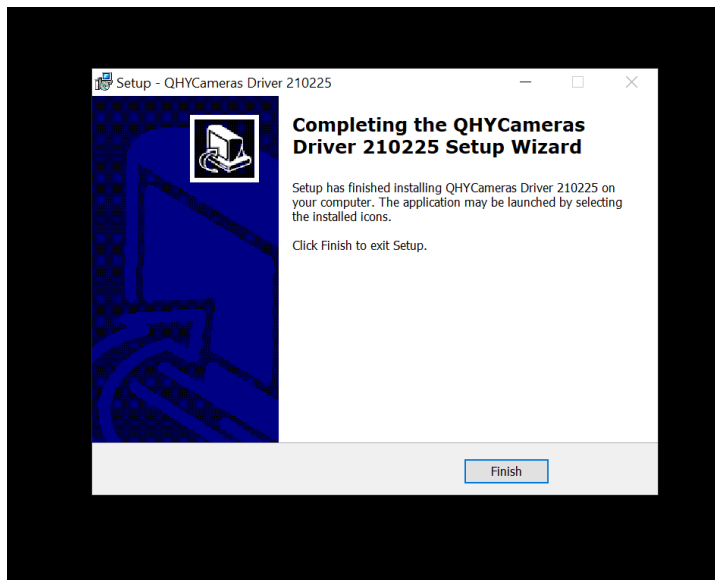 Setup - QHYCameras Driver 210225
Completing the QHYCameras
Driver 210225 Setup Wizard
Setup has finished installing QHYCameras Driver 210225 on
your computer. The application may be launched by selecting
the installed icons.
Click Finish to exit Setup.
Finish